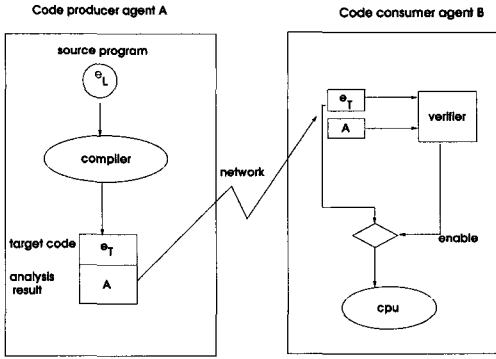 Code producer agent A
Code consumer agent B
source program
e_L
compiler
target code
e_T
analysis
result
A
network
e_T
A
verifier
enable
cpu